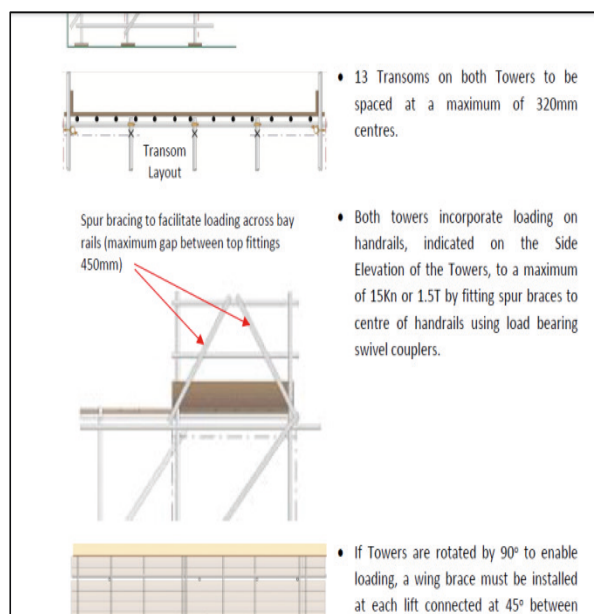 • 13 Transoms on both Towers to be
spaced at a maximum of 320mm
centres.
Transom
Layout
Spur bracing to facilitate loading across bay
rails (maximum gap between top fittings
450mm)
• Both towers incorporate loading on
handrails, indicated on the Side
Elevation of the Towers, to a maximum
of 15Kn or 1.5T by fitting spur braces to
centre of handrails using load bearing
swivel couplers.
• If Towers are rotated by 90° to enable
loading, a wing brace must be installed
at each lift connected at 45° between